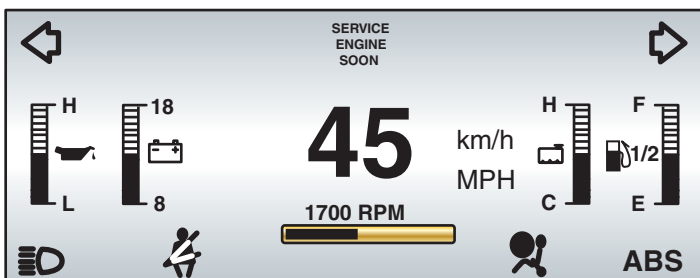 SERVICE
ENGINE
SOON
H
18
45
km/h
H
F
1/2
MPH
L
8
1700 RPM
C
E
ABS